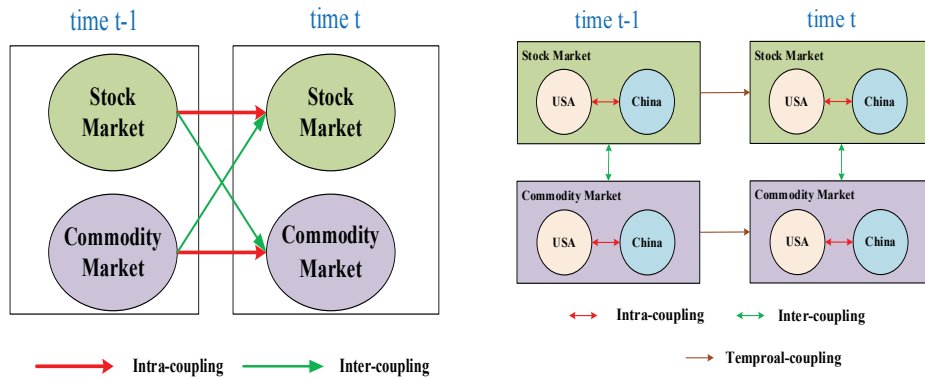 time t-1
time t
Stock
Market
Stock
Market
Commodity
Market
Commodity
Market
Intra-coupling
Inter-coupling
time t-1
time t
Stock Market
USA
China
Stock Market
USA
China
Commodity Market
USA
China
Commodity Market
USA
China
Intra-coupling
Inter-coupling
Temproal-coupling